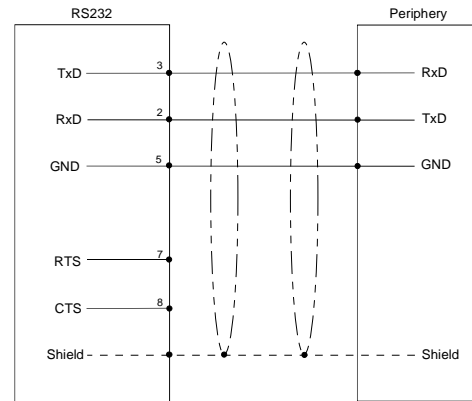 RS232 Periphery
TxD 3 RxD
RxD 2 TxD
GND 5 GND
RTS 7
CTS 8
Shield Shield